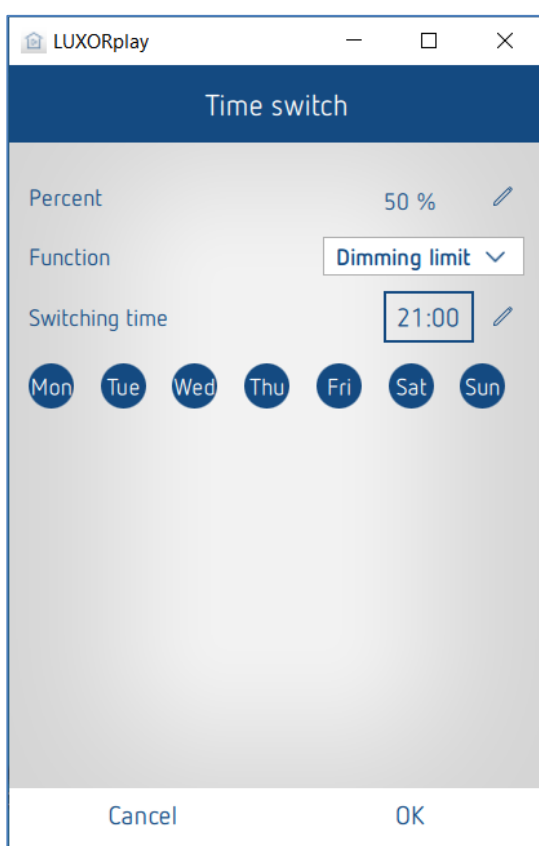 LUXORplay
Time switch
Percent 50 %
Function Dimming limit
Switching time 21:00
Mon Tue Wed Thu Fri Sat Sun
Cancel OK